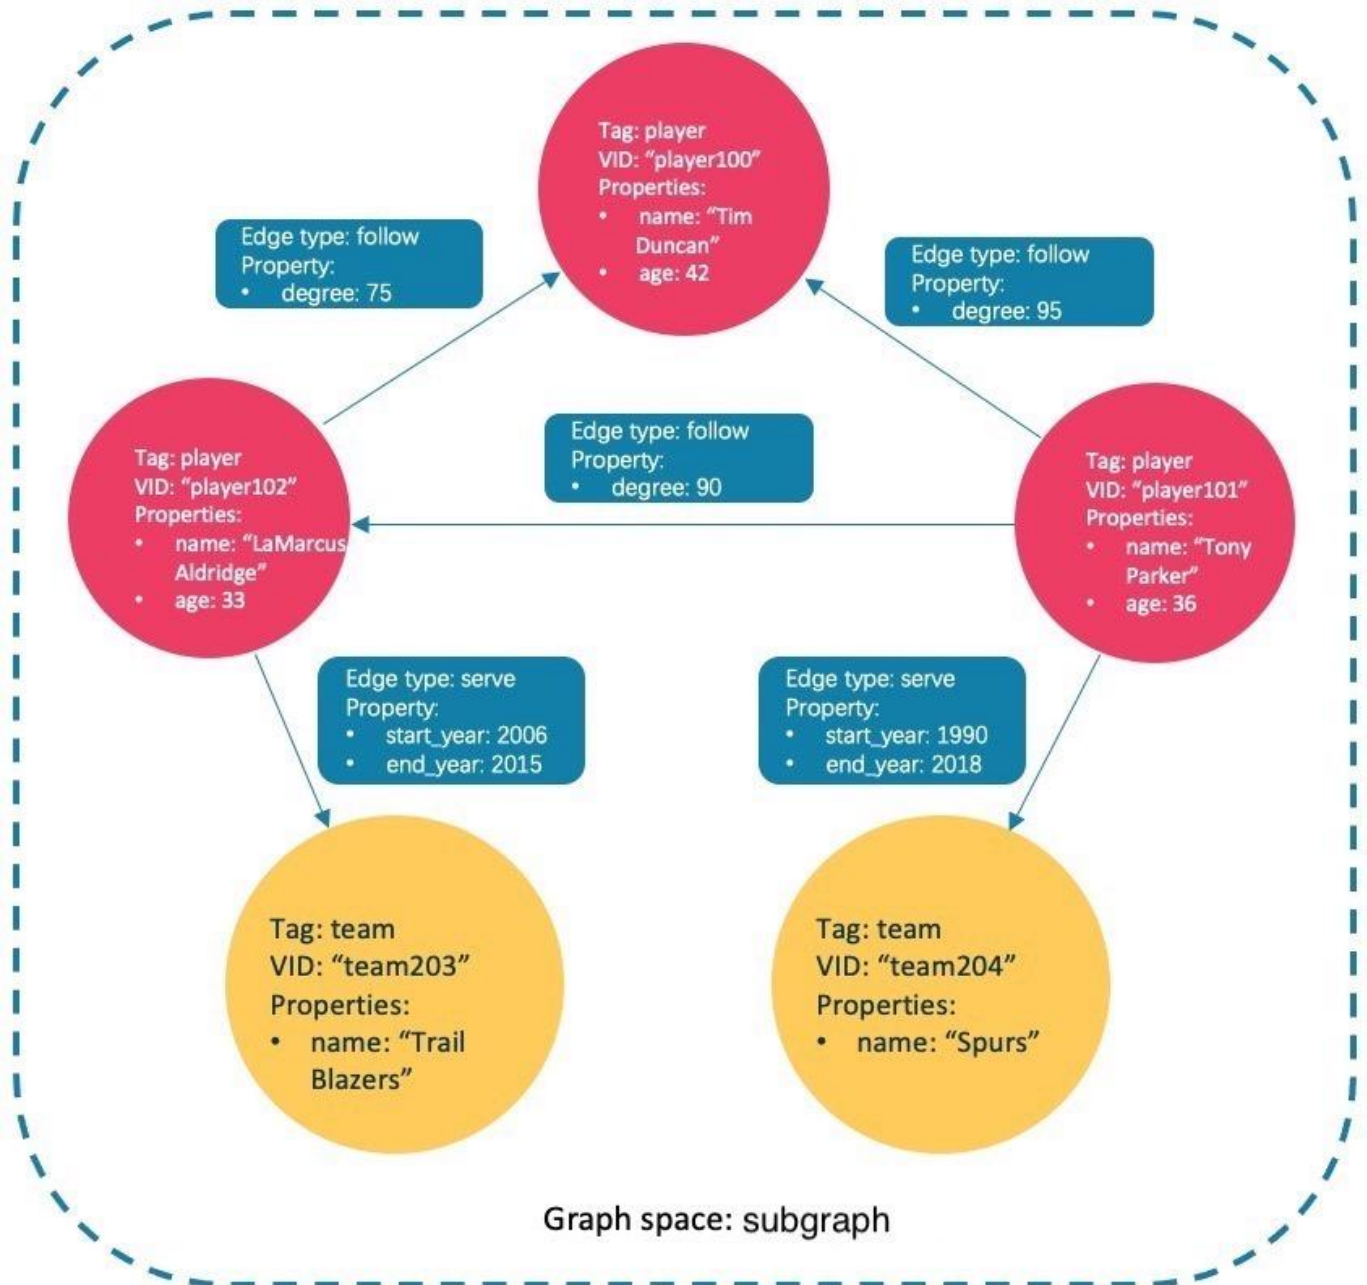 Tag: player
VID: “player100”
Properties:
• name: “Tim
Duncan”
• age: 42
Edge type: follow
Property:
• degree: 75
Edge type: follow
Property:
• degree: 95
Edge type: follow
Property:
• degree: 90
Tag: player
VID: “player102”
Properties:
• name: “LaMarcus
Aldridge”
• age: 33
Tag: player
VID: “player101”
Properties:
• name: “Tony
Parker”
• age: 36
Edge type: serve
Property:
• start_year: 2006
• end_year: 2015
Edge type: serve
Property:
• start_year: 1990
• end_year: 2018
Tag: team
VID: “team203”
Properties:
• name: “Trail
Blazers”
Tag: team
VID: “team204”
Properties:
• name: “Spurs”
Graph space: subgraph